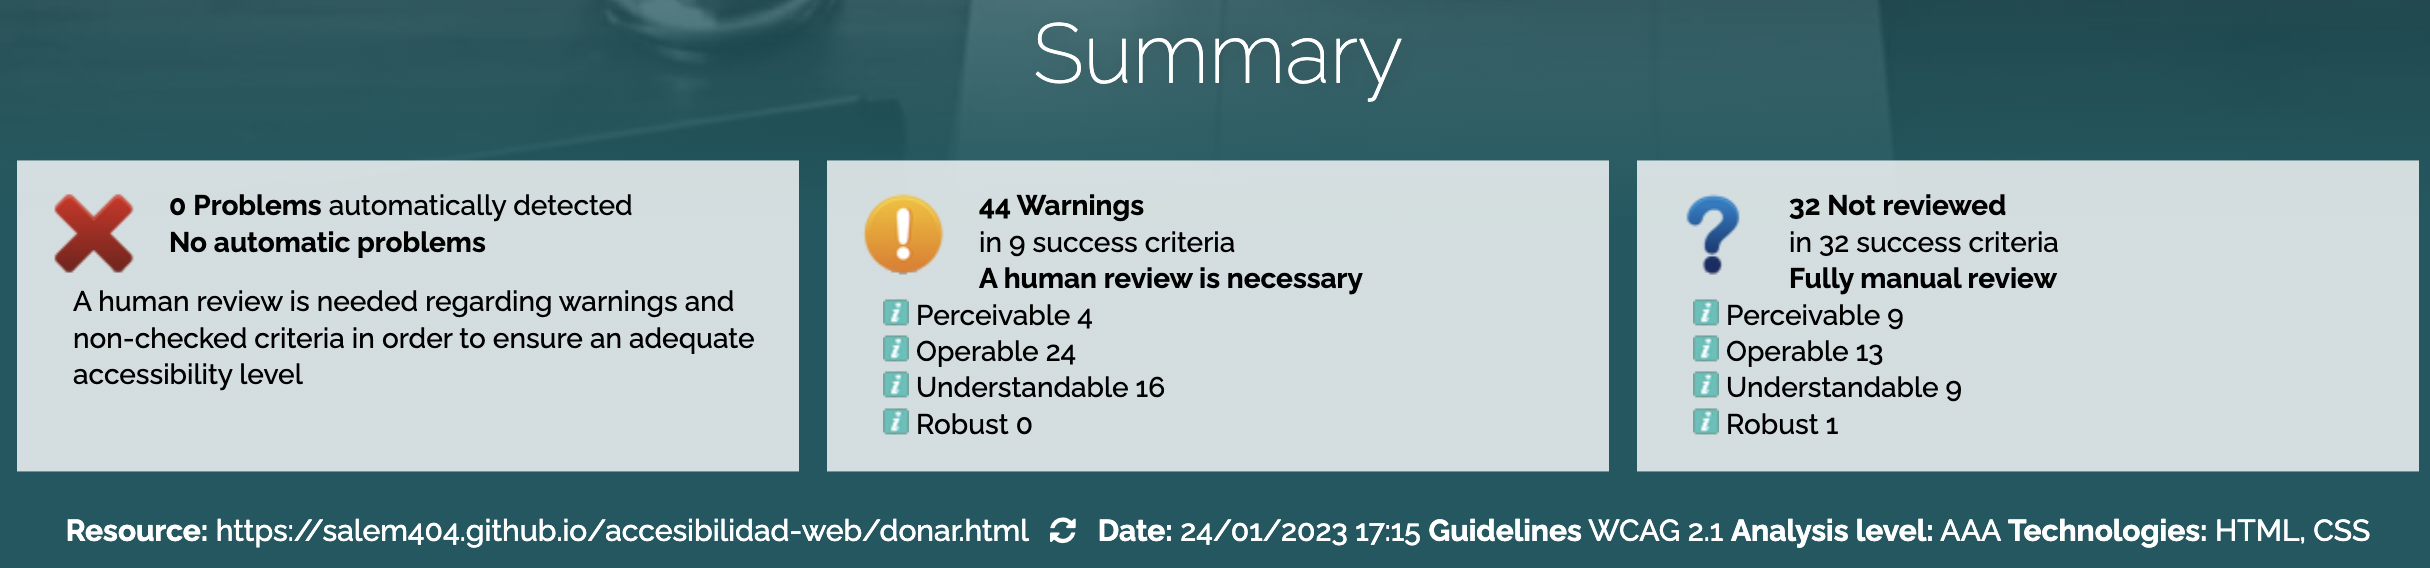 Summary
0 Problems automatically detected
No automatic problems
A human review is needed regarding warnings and
non-checked criteria in order to ensure an adequate
accessibility level
44 Warnings
in 9 success criteria
A human review is necessary
Perceivable 4
Operable 24
Understandable 16
Robust 0
32 Not reviewed
in 32 success criteria
Fully manual review
Perceivable 9
Operable 13
Understandable 9
Robust 1
Resource: https://salem404.github.io/accesibilidad-web/donar.html Date: 24/01/2023 17:15 Guidelines WCAG 2.1 Analysis level: AAA Technologies: HTML, CSS